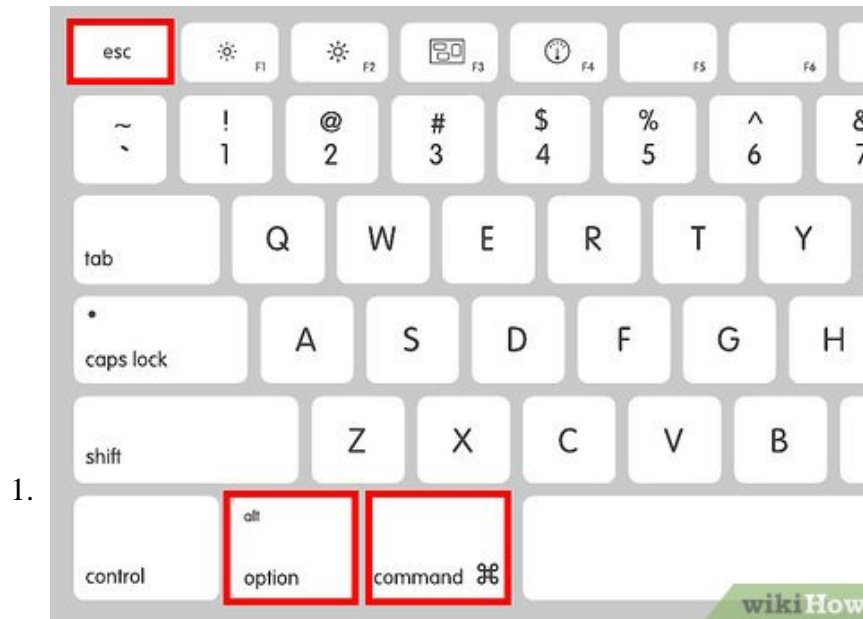 esc F1 F2 F3 F4 F5 F6
~ ! @ # $ % ^ &
` 1 2 3 4 5 6 7
tab Q W E R T Y
caps lock A S D F G H
shift Z X C V B
1.
alt
control option command ⌘
wikiHow